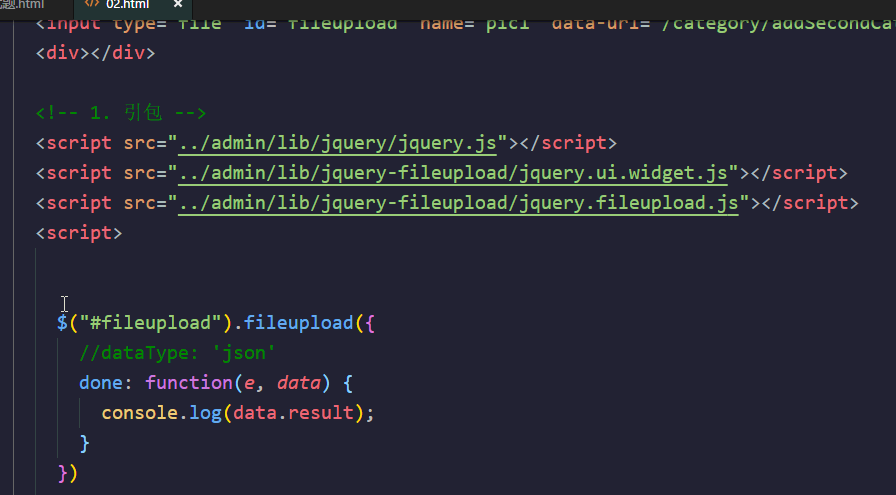 题.html 02.html ×
<input type="file" id="fileupload" name="pic1" data-url="/category/addSecondCa
<div></div>
<!-- 1. 引包 -->
<script src="../admin/lib/jquery/jquery.js"></script>
<script src="../admin/lib/jquery-fileupload/jquery.ui.widget.js"></script>
<script src="../admin/lib/jquery-fileupload/jquery.fileupload.js"></script>
<script>
$("#fileupload").fileupload({
//dataType: 'json'
done: function(e, data) {
console.log(data.result);
}
})